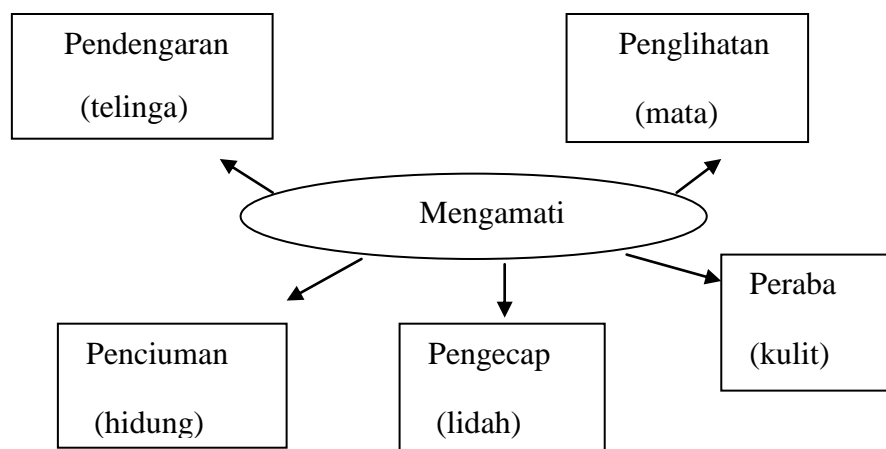 Pendengaran
(telinga)
Penglihatan
(mata)
Mengamati
Peraba
(kulit)
Penciuman
(hidung)
Pengecap
(lidah)